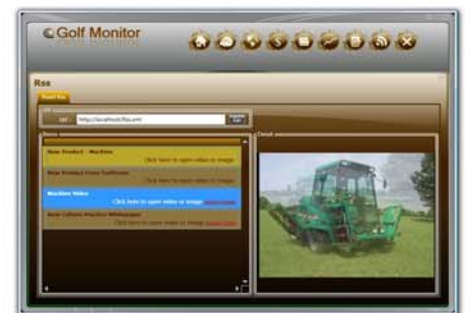 Golf Monitor
Rss
Read Rss
url : http://localhost/Rss.xml
Items
Detail
New Product - Machine
Click here to open video or image
New Product From Golfmon
Click here to open video or image
Machine Video
Click here to open video or image
New Culture Practice Whitepaper
Click here to open video or image